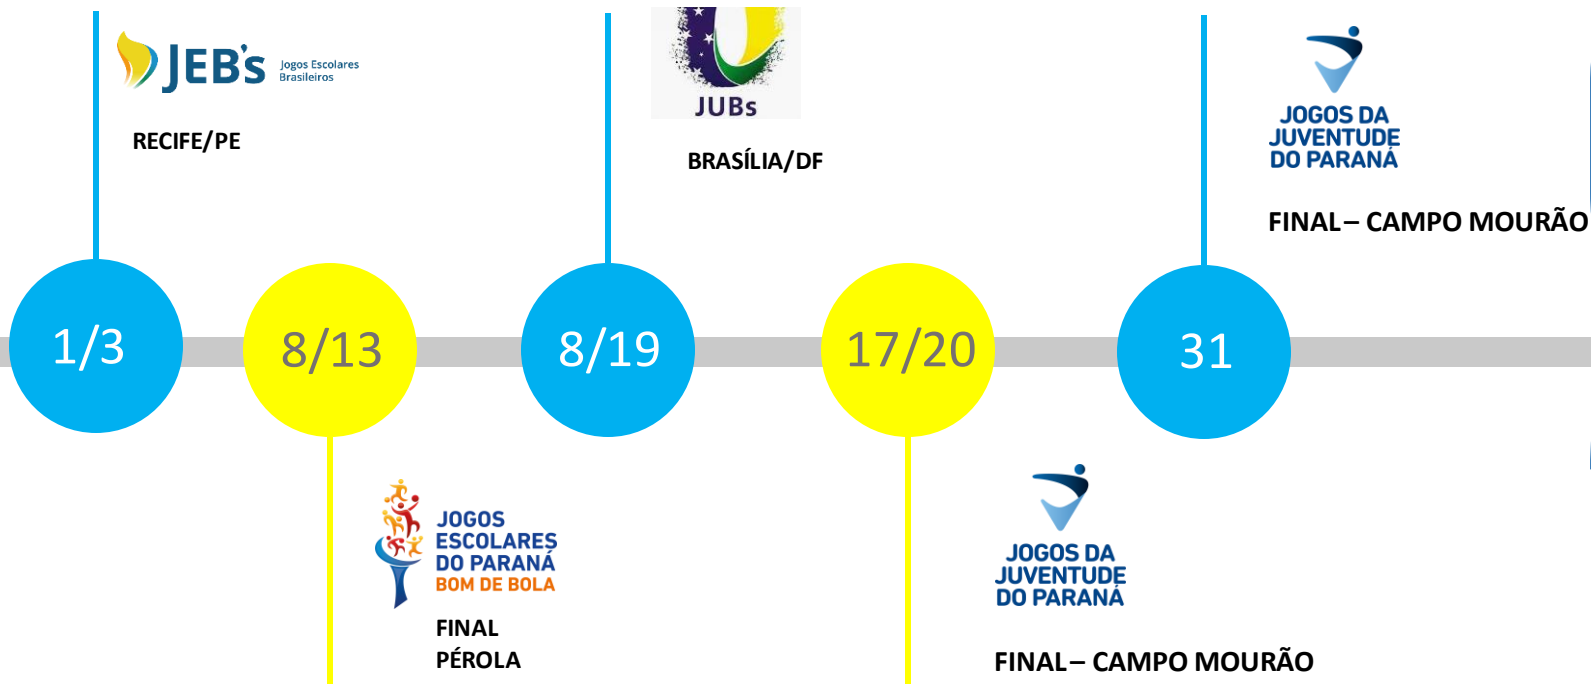 JEB's
Jogos Escolares
Brasileiros
RECIFE/PE
JUBs
BRASÍLIA/DF
JOGOS DA
JUVENTUDE
DO PARANÁ
FINAL – CAMPO MOURÃO
1/3
8/13
8/19
17/20
31
JOGOS
ESCOLARES
DO PARANÁ
BOM DE BOLA
FINAL
PÉROLA
JOGOS DA
JUVENTUDE
DO PARANÁ
FINAL – CAMPO MOURÃO